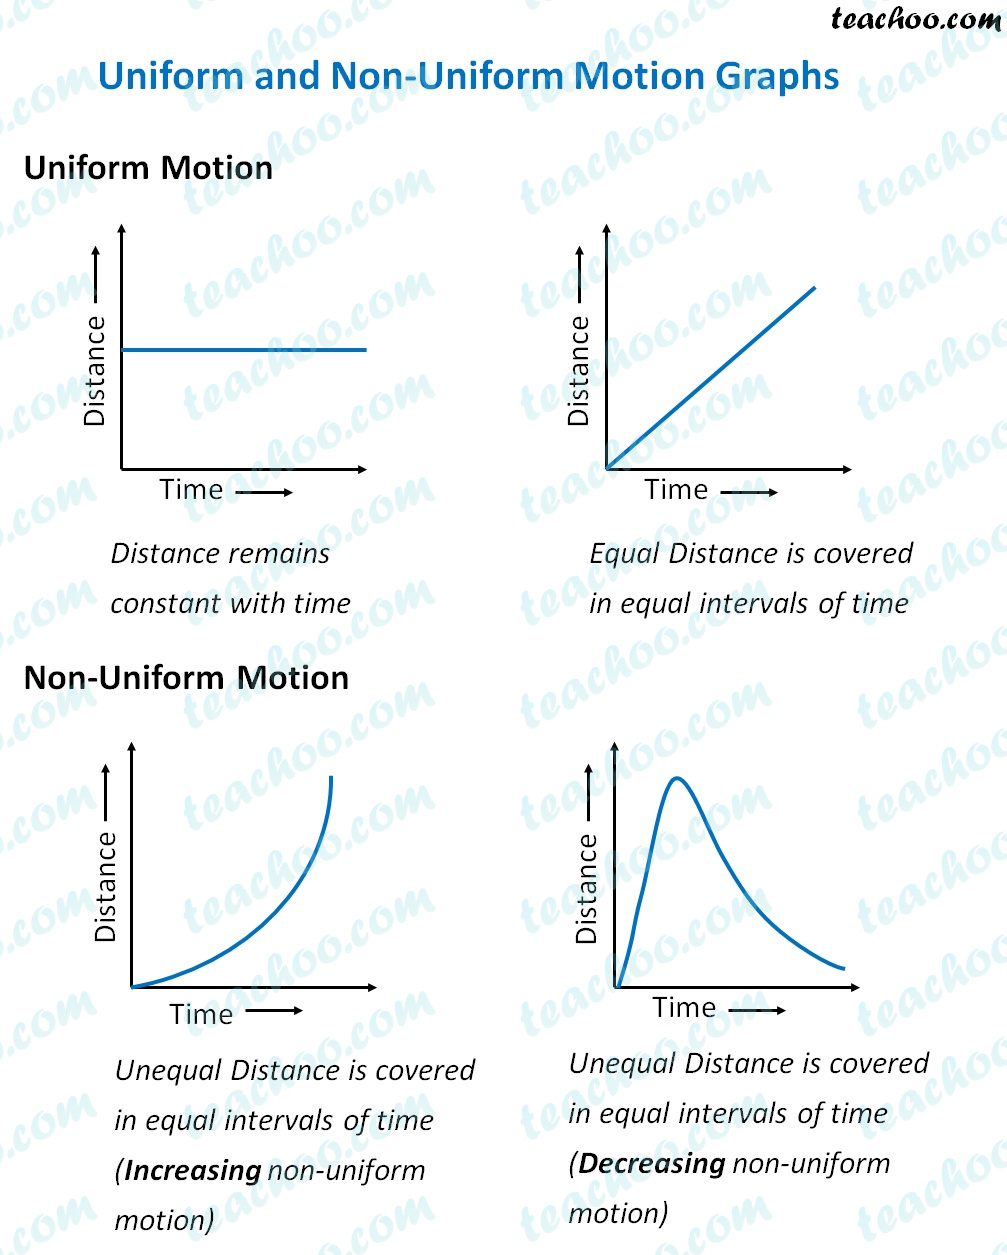 teachoo.com
Uniform and Non-Uniform Motion Graphs
Uniform Motion
Distance
Time
Distance remains
constant with time
Distance
Time
Equal Distance is covered
in equal intervals of time
Non-Uniform Motion
Distance
Time
Unequal Distance is covered
in equal intervals of time
(Increasing non-uniform
motion)
Distance
Time
Unequal Distance is covered
in equal intervals of time
(Decreasing non-uniform
motion)